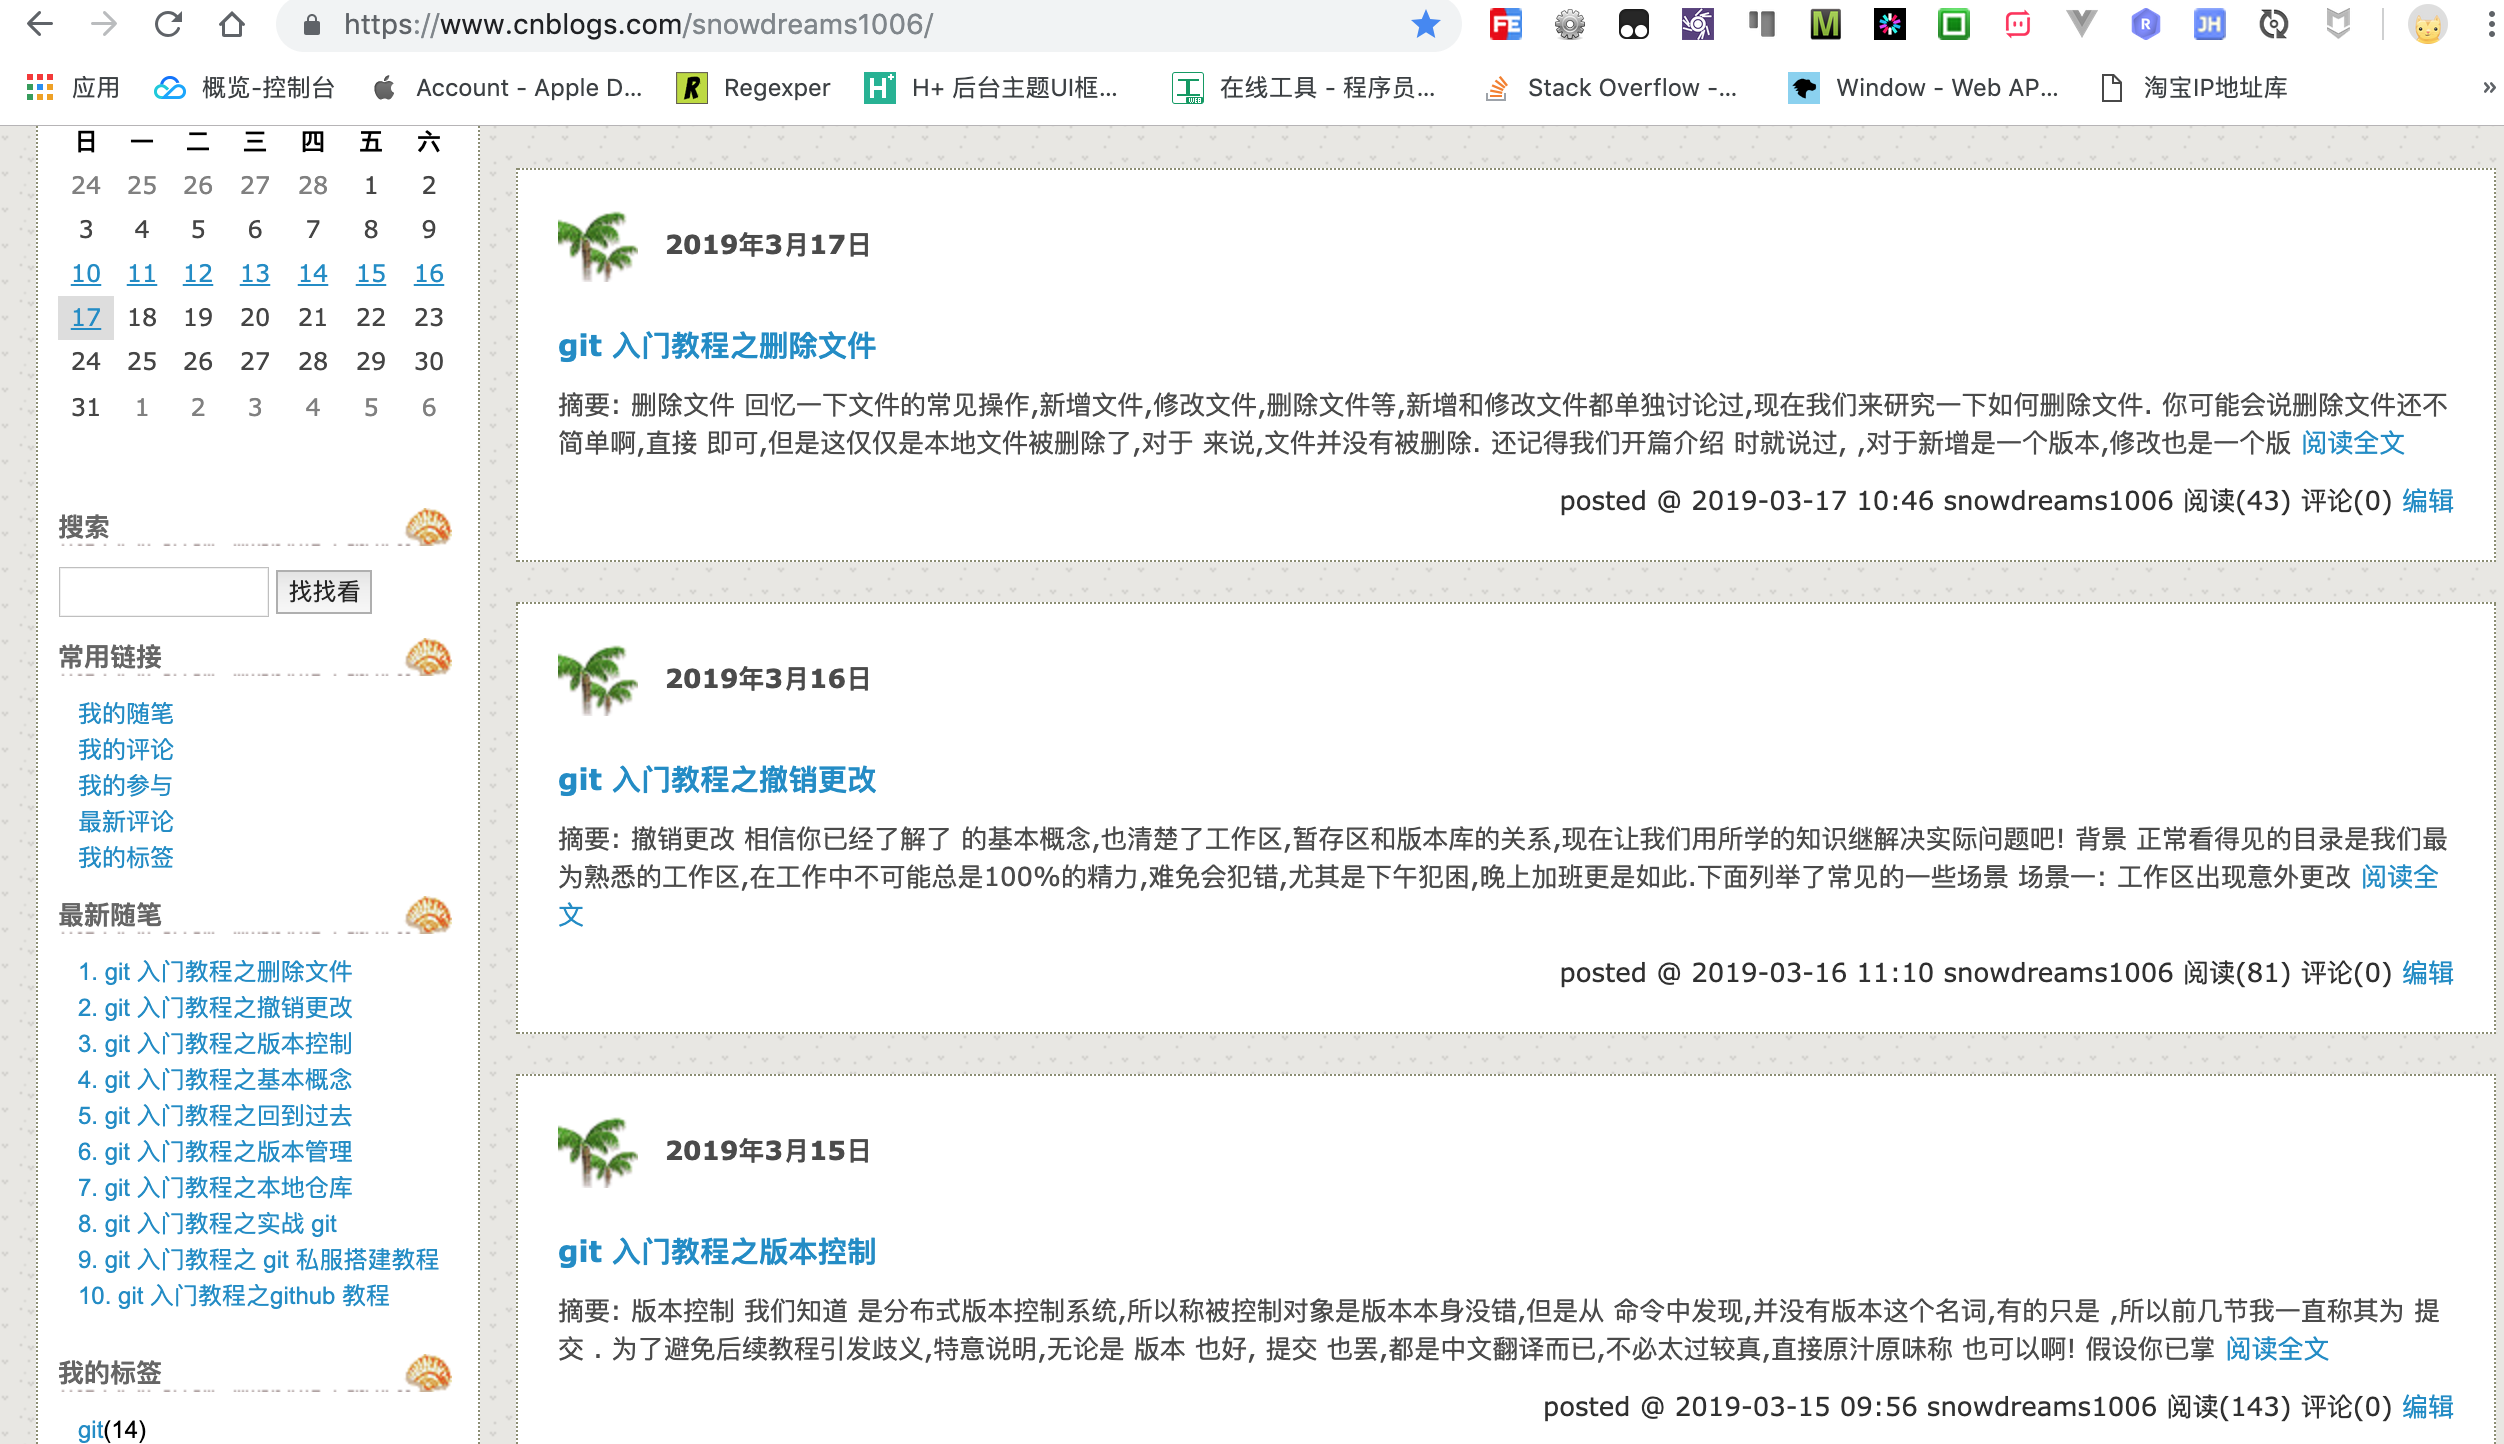 https://www.cnblogs.com/snowdreams1006/
应用 概览-控制台 Account - Apple D... Regexper H+ 后台主题UI框... 在线工具 - 程序员... Stack Overflow -... Window - Web AP... 淘宝IP地址库 »
日 一 二 三 四 五 六
24 25 26 27 28 1 2
3 4 5 6 7 8 9
10 11 12 13 14 15 16
17 18 19 20 21 22 23
24 25 26 27 28 29 30
31 1 2 3 4 5 6
搜索
找找看
常用链接
我的随笔
我的评论
我的参与
最新评论
我的标签
最新随笔
1. git 入门教程之删除文件
2. git 入门教程之撤销更改
3. git 入门教程之版本控制
4. git 入门教程之基本概念
5. git 入门教程之回到过去
6. git 入门教程之版本管理
7. git 入门教程之本地仓库
8. git 入门教程之实战 git
9. git 入门教程之 git 私服搭建教程
10. git 入门教程之github 教程
我的标签
git(14)
2019年3月17日
git 入门教程之删除文件
摘要: 删除文件 回忆一下文件的常见操作,新增文件,修改文件,删除文件等,新增和修改文件都单独讨论过,现在我们来研究一下如何删除文件. 你可能会说删除文件还不
简单啊,直接 即可,但是这仅仅是本地文件被删除了,对于 来说,文件并没有被删除. 还记得我们开篇介绍 时就说过, ,对于新增是一个版本,修改也是一个版 阅读全文
posted @ 2019-03-17 10:46 snowdreams1006 阅读(43) 评论(0) 编辑
2019年3月16日
git 入门教程之撤销更改
摘要: 撤销更改 相信你已经了解了 的基本概念,也清楚了工作区,暂存区和版本库的关系,现在让我们用所学的知识继解决实际问题吧! 背景 正常看得见的目录是我们最
为熟悉的工作区,在工作中不可能总是100%的精力,难免会犯错,尤其是下午犯困,晚上加班更是如此.下面列举了常见的一些场景 场景一: 工作区出现意外更改 阅读全
文
posted @ 2019-03-16 11:10 snowdreams1006 阅读(81) 评论(0) 编辑
2019年3月15日
git 入门教程之版本控制
摘要: 版本控制 我们知道 是分布式版本控制系统,所以称被控制对象是版本本身没错,但是从 命令中发现,并没有版本这个名词,有的只是 ,所以前几节我一直称其为 提
交 . 为了避免后续教程引发歧义,特意说明,无论是 版本 也好, 提交 也罢,都是中文翻译而已,不必太过较真,直接原汁原味称 也可以啊! 假设你已掌 阅读全文
posted @ 2019-03-15 09:56 snowdreams1006 阅读(143) 评论(0) 编辑